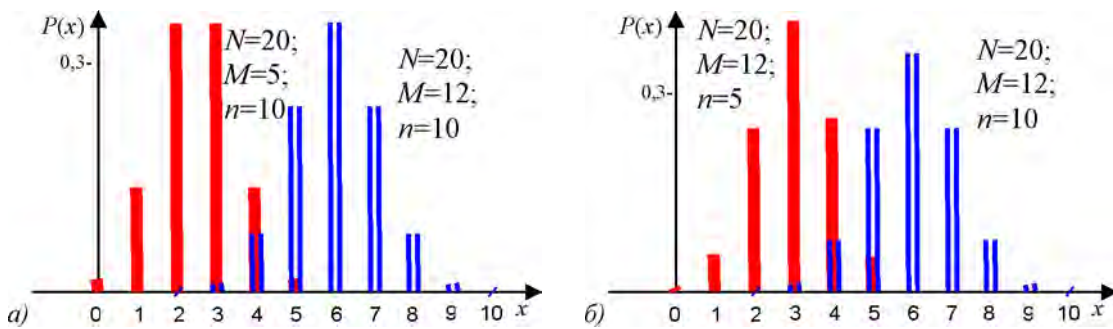 P(x)
0,3-
N=20;
M=5;
n=10
N=20;
M=12;
n=10
0 1 2 3 4 5 6 7 8 9 10 x
а)
P(x)
0,3-
N=20;
M=12;
n=5
N=20;
M=12;
n=10
0 1 2 3 4 5 6 7 8 9 10 x
б)